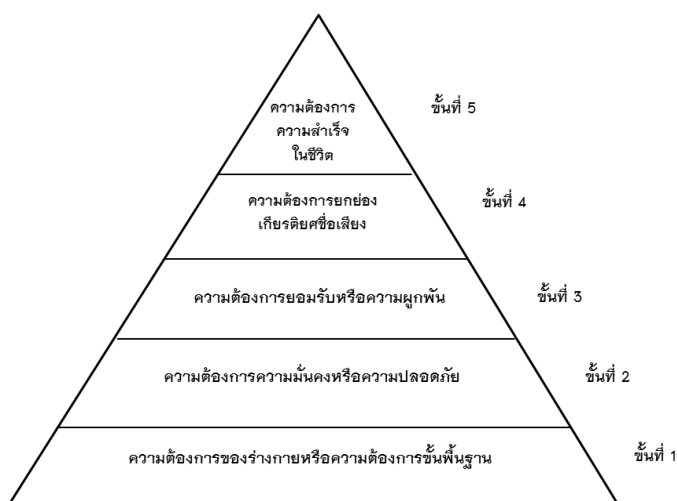 ความต้องการ
ความสำเร็จ
ในชีวิต
ขั้นที่ 5
ความต้องการยกย่อง
เกียรติยศชื่อเสียง
ขั้นที่ 4
ความต้องการยอมรับหรือความผูกพัน
ขั้นที่ 3
ความต้องการความมั่นคงหรือความปลอดภัย
ขั้นที่ 2
ความต้องการของร่างกายหรือความต้องการขั้นพื้นฐาน
ขั้นที่ 1